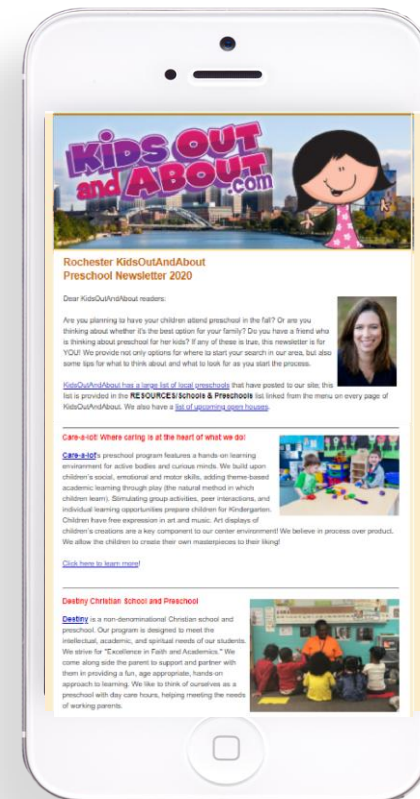 KiDS OUT
and ABOUT
.com
Rochester KidsOutAndAbout
Preschool Newsletter 2020
Dear KidsOutAndAbout readers:
Are you planning to have your children attend preschool in the fall? Or are you
thinking about whether it's the best option for your family? Do you have a friend who
is thinking about preschool for her kids? If any of these is true, this newsletter is for
YOU! We provide not only options for where to start your search in our area, but also
some tips for what to think about and what to look for as you start the process.
KidsOutAndAbout has a large list of local preschools that have posted to our site; this
list is provided in the RESOURCES/Schools & Preschools list linked from the menu on every page of
KidsOutAndAbout. We also have a list of upcoming open houses.
Care-a-lot: Where caring is at the heart of what we do!
Care-a-lot's preschool program features a hands on learning
environment for active bodies and curious minds. We build upon
children's social, emotional and motor skills, adding theme-based
academic learning through play (the natural method in which
children learn). Stimulating group activities, peer interactions, and
individual learning opportunities prepare children for Kindergarten.
Children have free expression in art and music. Art displays of
children's creations are a key component to our center environment! We believe in process over product.
We allow the children to create their own masterpieces to their liking!
Click here to learn more!
Destiny Christian School and Preschool
Destiny is a non-denominational Christian school and
preschool. Our program is designed to meet the
intellectual, academic, and spiritual needs of our students.
We strive for "Excellence in Faith and Academics." We
come along side the parent to support and partner with
them in providing a fun, age appropriate, hands-on
approach to learning. We like to think of ourselves as a
preschool with day care hours, helping meeting the needs
of working parents.